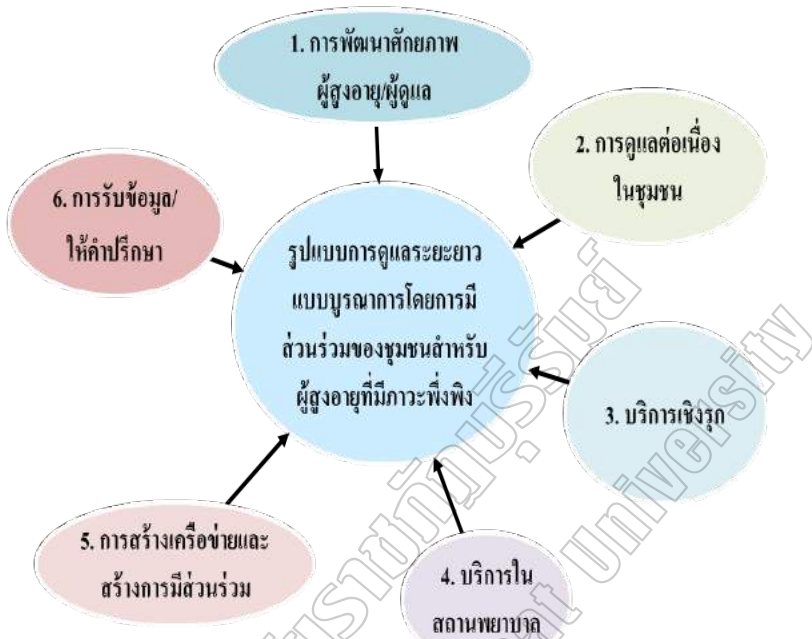 1. การพัฒนาศักยภาพ
ผู้สูงอายุ/ผู้ดูแล
2. การดูแลต่อเนื่อง
ในชุมชน
3. บริการเชิงรุก
4. บริการใน
สถานพยาบาล
5. การสร้างเครือข่ายและ
สร้างการมีส่วนร่วม
6. การรับข้อมูล/
ให้คำปรึกษา
รูปแบบการดูแลระยะยาว
แบบบูรณาการโดยการมี
ส่วนร่วมของชุมชนสำหรับ
ผู้สูงอายุที่มีภาวะพึ่งพิง
University